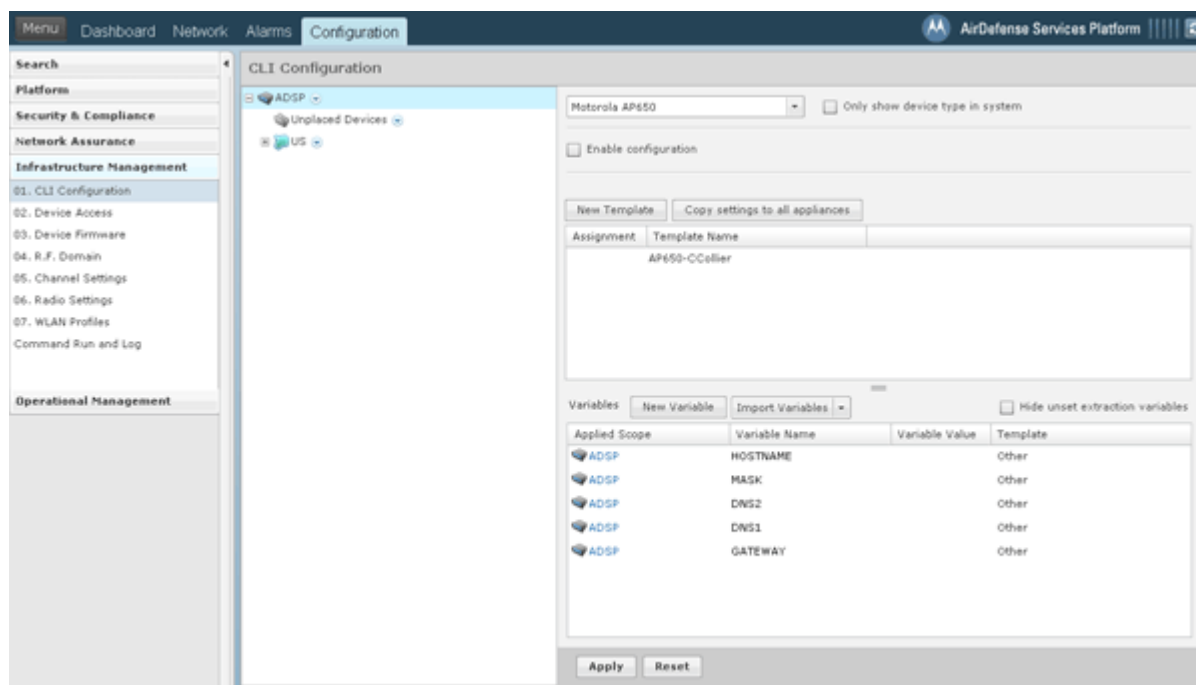 Menu Dashboard Network Alarms Configuration AirDefense Services Platform
Search
Platform
Security & Compliance
Network Assurance
Infrastructure Management
01. CLI Configuration
02. Device Access
03. Device Firmware
04. R.F. Domain
05. Channel Settings
06. Radio Settings
07. WLAN Profiles
Command Run and Log
Operational Management
CLI Configuration
ADSP
Unplaced Devices
US
Motorola AP650 Only show device type in system
Enable configuration
New Template Copy settings to all appliances
Assignment Template Name
AP650-CCollier
Variables New Variable Import Variables Hide unset extraction variables
Applied Scope Variable Name Variable Value Template
ADSP HOSTNAME Other
ADSP MASK Other
ADSP DNS2 Other
ADSP DNS1 Other
ADSP GATEWAY Other
Apply Reset